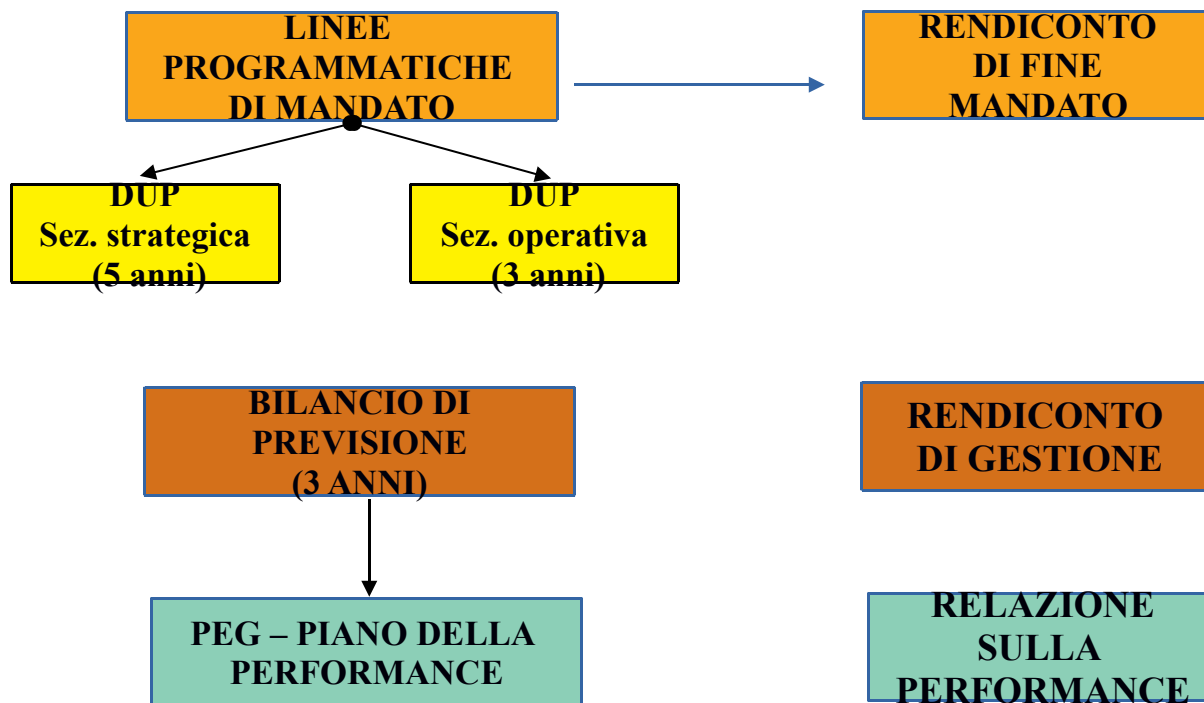 LINEE
PROGRAMMATICHE
DI MANDATO
RENDICONTO
DI FINE
MANDATO
DUP
Sez. strategica
(5 anni)
DUP
Sez. operativa
(3 anni)
BILANCIO DI
PREVISIONE
(3 ANNI)
RENDICONTO
DI GESTIONE
PEG – PIANO DELLA
PERFORMANCE
RELAZIONE
SULLA
PERFORMANCE